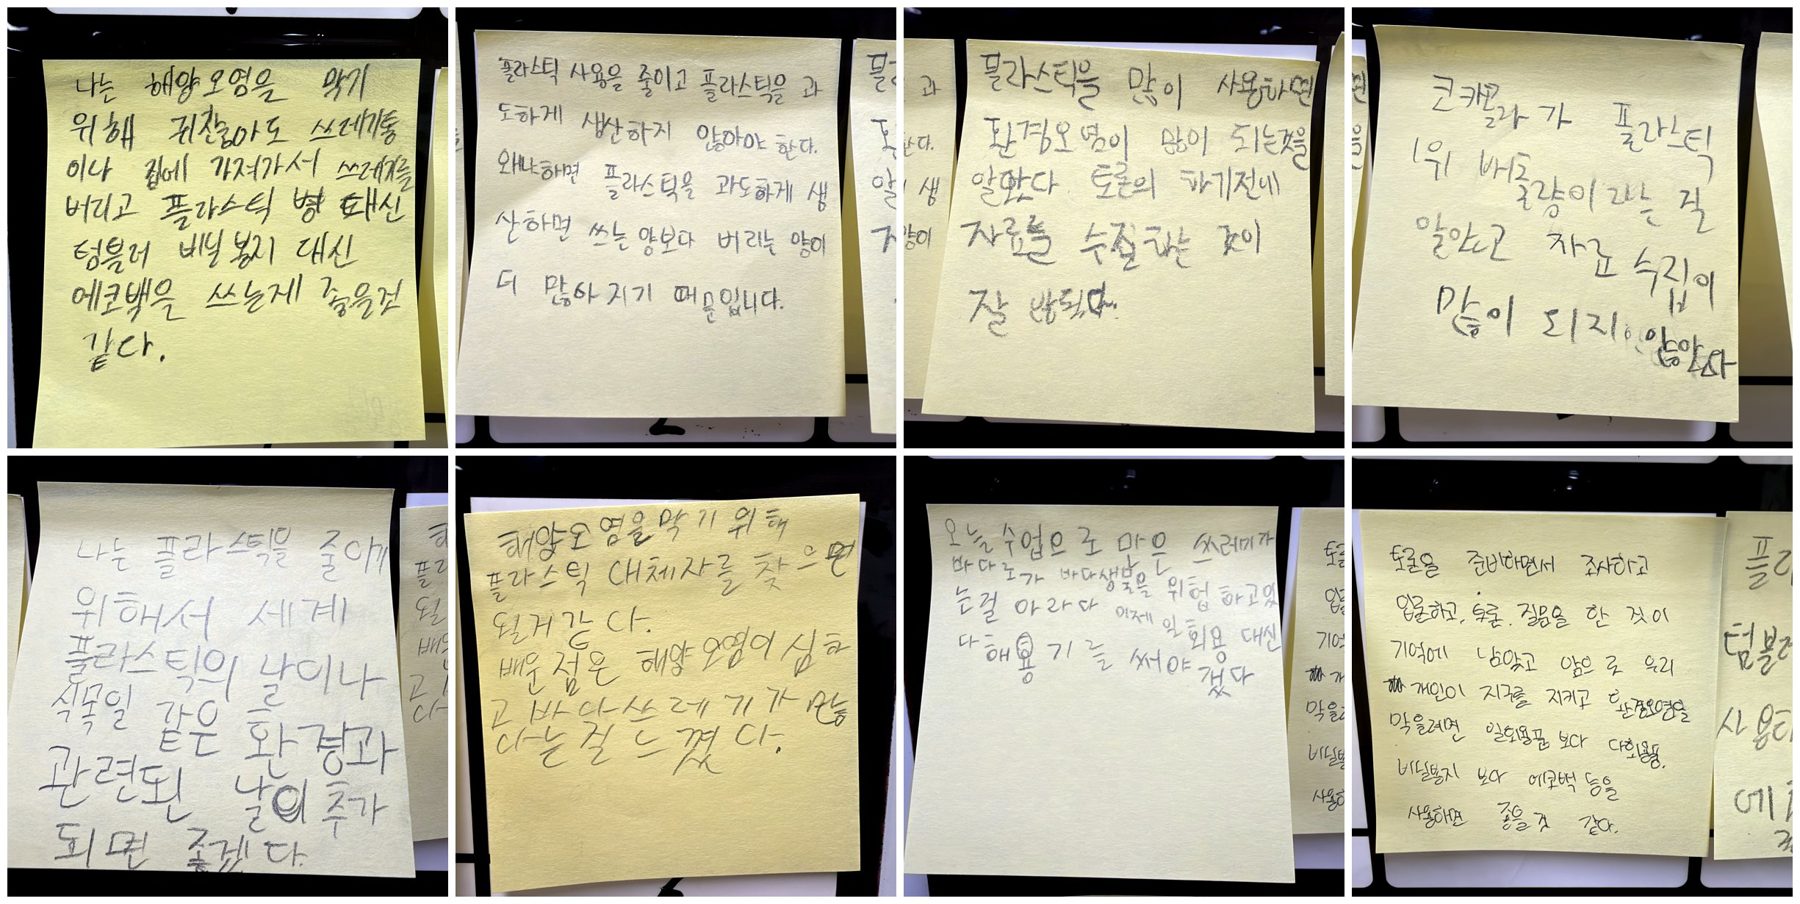 나는 해양오염을 막기
위해 귀찮아도 쓰레기통
이나 집에 가져가서 쓰레기를
버리고 플라스틱 병 대신
텀블러 비닐봉지 대신
에코백을 쓰는게 좋을것
같다.
플라스틱 사용을 줄이고 플라스틱을 과
도하게 생산하지 않아야 한다.
왜냐하면 플라스틱을 과도하게 생
산하면 쓰는 양보다 버리는 양이
더 많아지기 때문입니다.
플라스틱을 많이 사용하면
환경오염이 많이 되는것을
알았다 토론의 하기전에
자료를 수집하는 것이
잘 됬다.
코카콜라가 플라스틱
1위 배출량이라는 걸
알았고 자료 수집이
많이 되지 않았다
나는 플라스틱을 줄이기
위해서 세계
플라스틱의 날이나
식목일 같은 환경과
관련된 날이 추가
되면 좋겠다.
해양오염을 막기 위해
플라스틱 대체자를 찾으면
될거 같다.
배운 점은 해양오염이 심하
고 바다쓰레기가 많
다는 걸 느꼈다.
오늘 수업으로 많은 쓰레미가
바다로가 바다생물을 위협하고있
는걸 아라다 이제 일회용 대신
다해용기를 써야겠다
토론을 준비하면서 조사하고
입론하고, 토론, 질문을 한 것이
기억에 남았고 앞으로 우리
개인이 지구를 지키고 환경오염을
막을려면 일회용품 보다 다회용품,
비닐봉지 보다 에코백 등을
사용하면 좋을 것 같다.